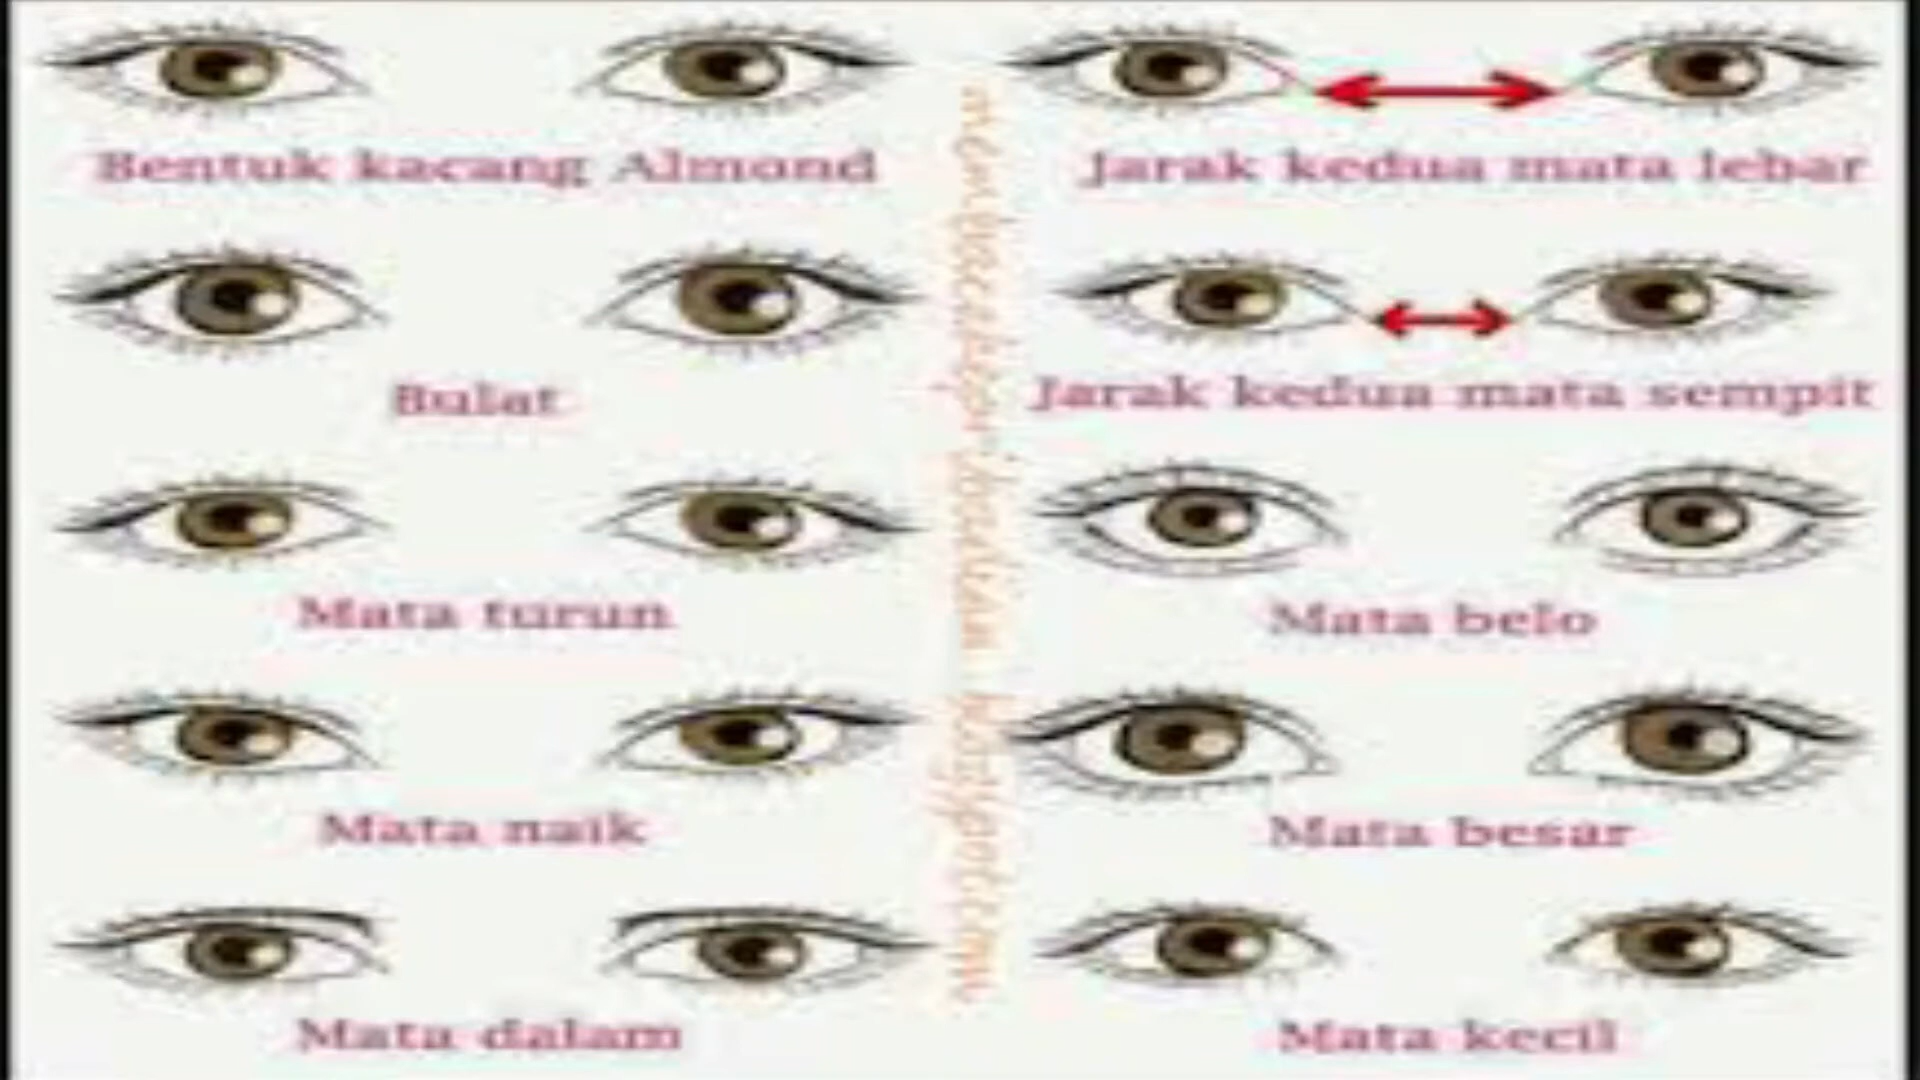 Bentuk kacang Almond
Jarak kedua mata lebar
Bulat
Jarak kedua mata sempit
Mata turun
Mata belo
Mata naik
Mata besar
Mata dalam
Mata kecil